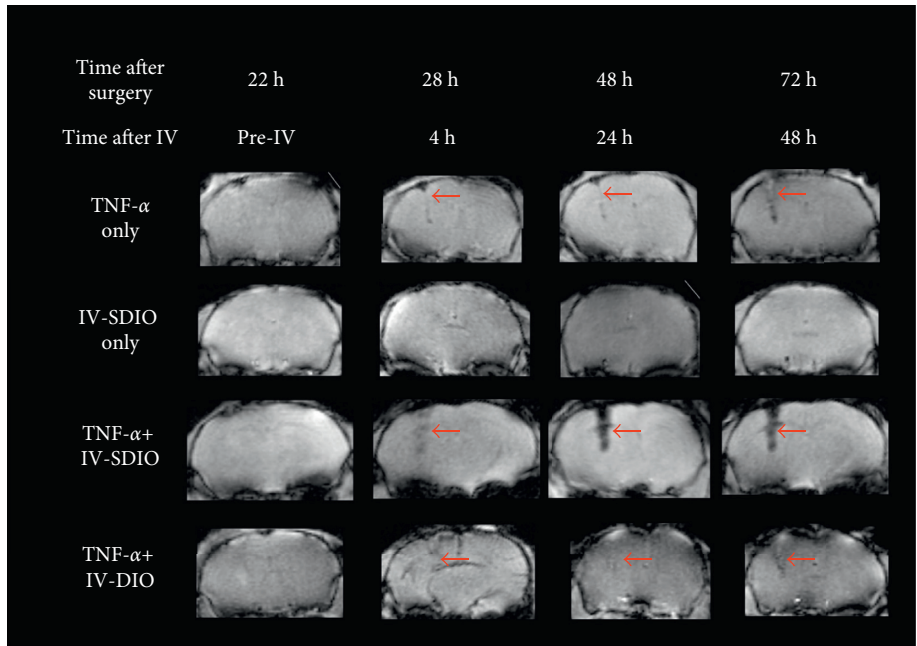 Time after
surgery
22 h
28 h
48 h
72 h
Time after IV
Pre-IV
4 h
24 h
48 h
TNF-α
only
IV-SDIO
only
TNF-α+
IV-SDIO
TNF-α+
IV-DIO